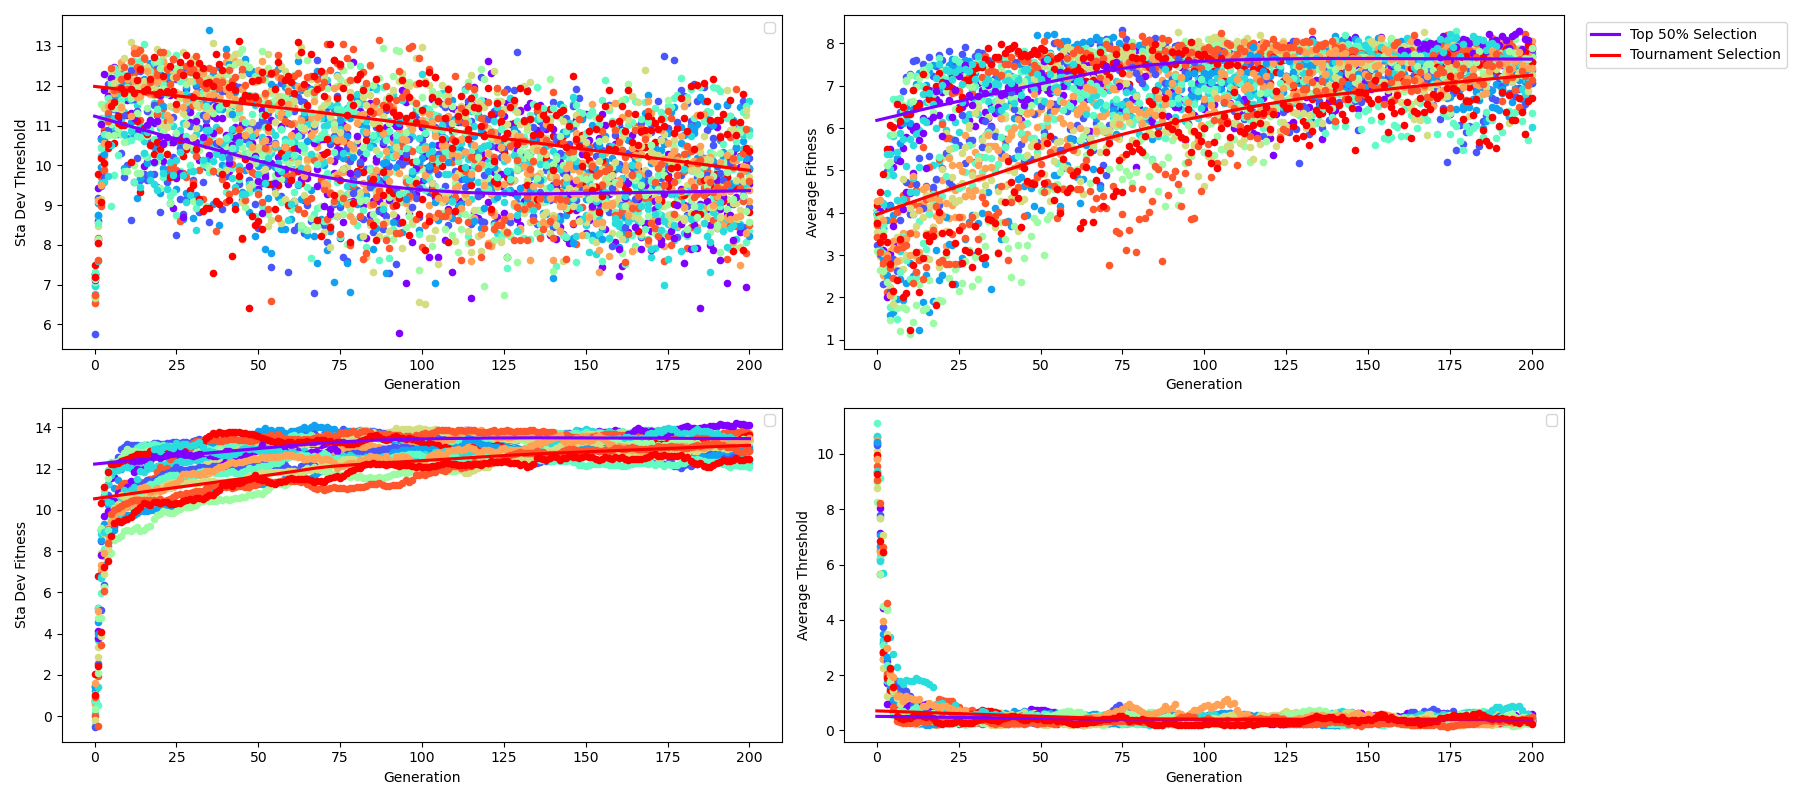 13
12
11
10
9
8
7
6
Sta Dev Threshold
0 25 50 75 100 125 150 175 200
Generation
8
7
6
5
4
3
2
1
Average Fitness
0 25 50 75 100 125 150 175 200
Generation
Top 50% Selection
Tournament Selection
14
12
10
8
6
4
2
0
Sta Dev Fitness
0 25 50 75 100 125 150 175 200
Generation
10
8
6
4
2
0
Average Threshold
0 25 50 75 100 125 150 175 200
Generation